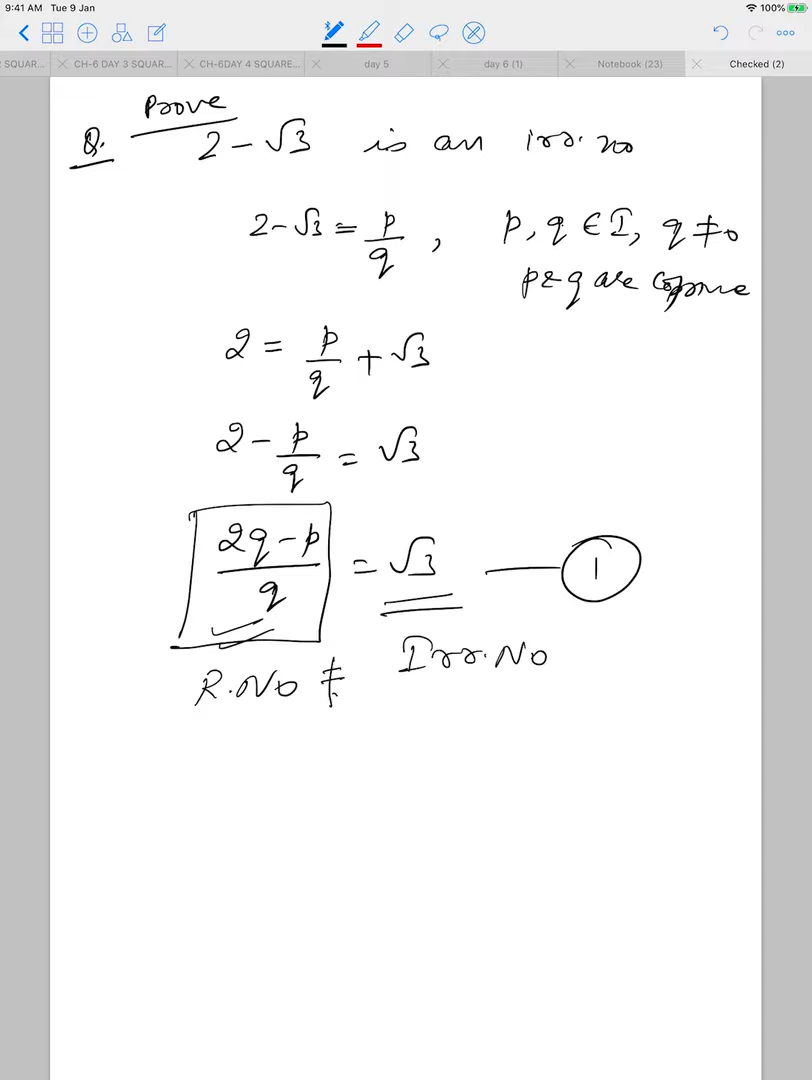 9:41 AM Tue 9 Jan 100%
SQUAR... CH-6 DAY 3 SQUAR... CH-6DAY 4 SQUARE... day 5 day 6 (1) Notebook (23) Checked (2)
Prove
Q. 2-√3 is an irr. no
2-√3 = p/q , p, q ∈ I, q ≠ 0
p & q are coprime
2 = p/q + √3
2 - p/q = √3
(2q-p)/q = √3 — 1
R.No ≠ Irr.No